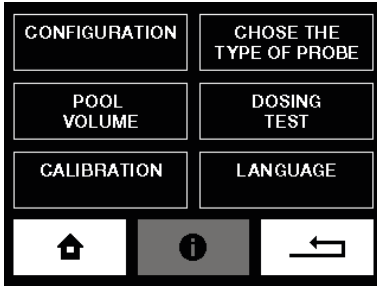 CONFIGURATION
CHOSE THE
TYPE OF PROBE
POOL
VOLUME
DOSING
TEST
CALIBRATION
LANGUAGE